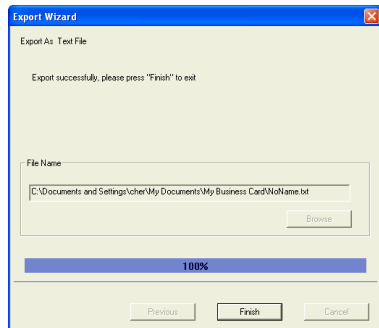 Export Wizard
Export As Text File
Export successfully, please press "Finish" to exit
File Name
C:\Documents and Settings\cher\My Documents\My Business Card\NoName.txt
Browse
100%
Previous
Finish
Cancel